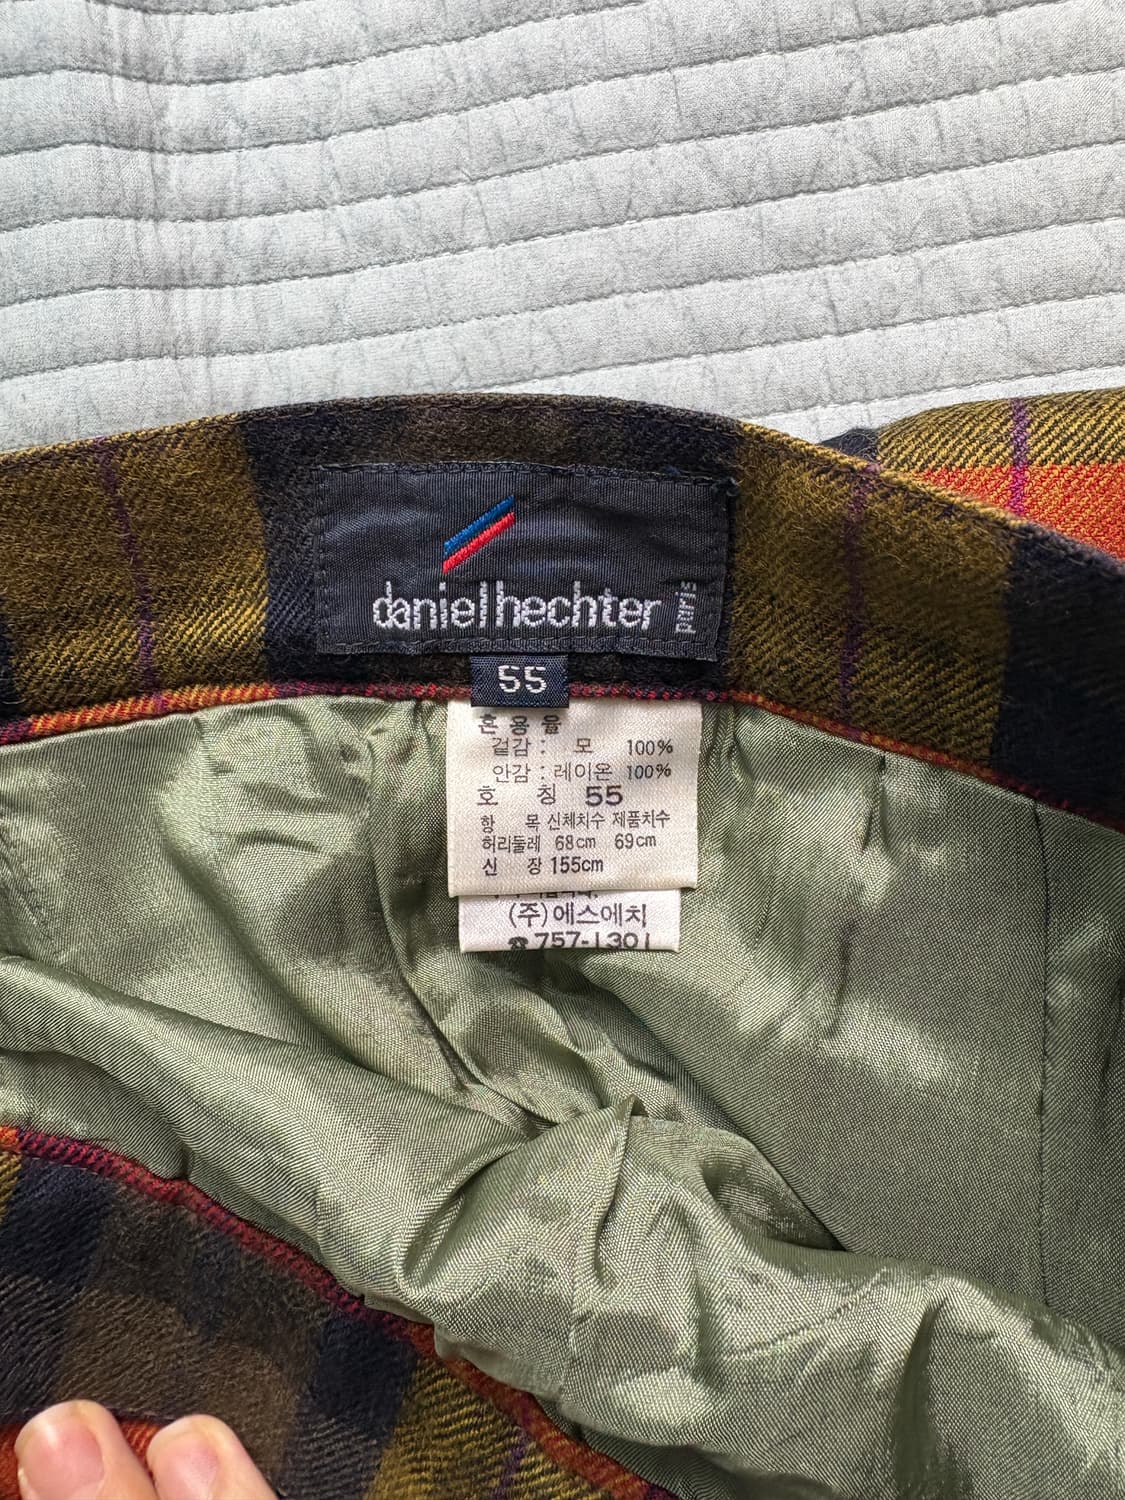 danielhechter paris
55
혼 용 율
겉감 : 모 100%
안감 : 레이온 100%
호 칭 55
항 목 신체치수 제품치수
허리둘레 68cm 69cm
신 장 155cm
(주)에스에치
☎757-1301